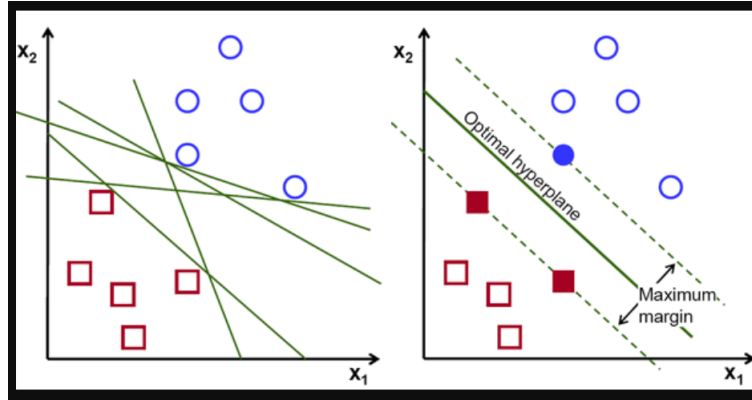 x₂
x₁
x₂
Optimal hyperplane
Maximum
margin
x₁